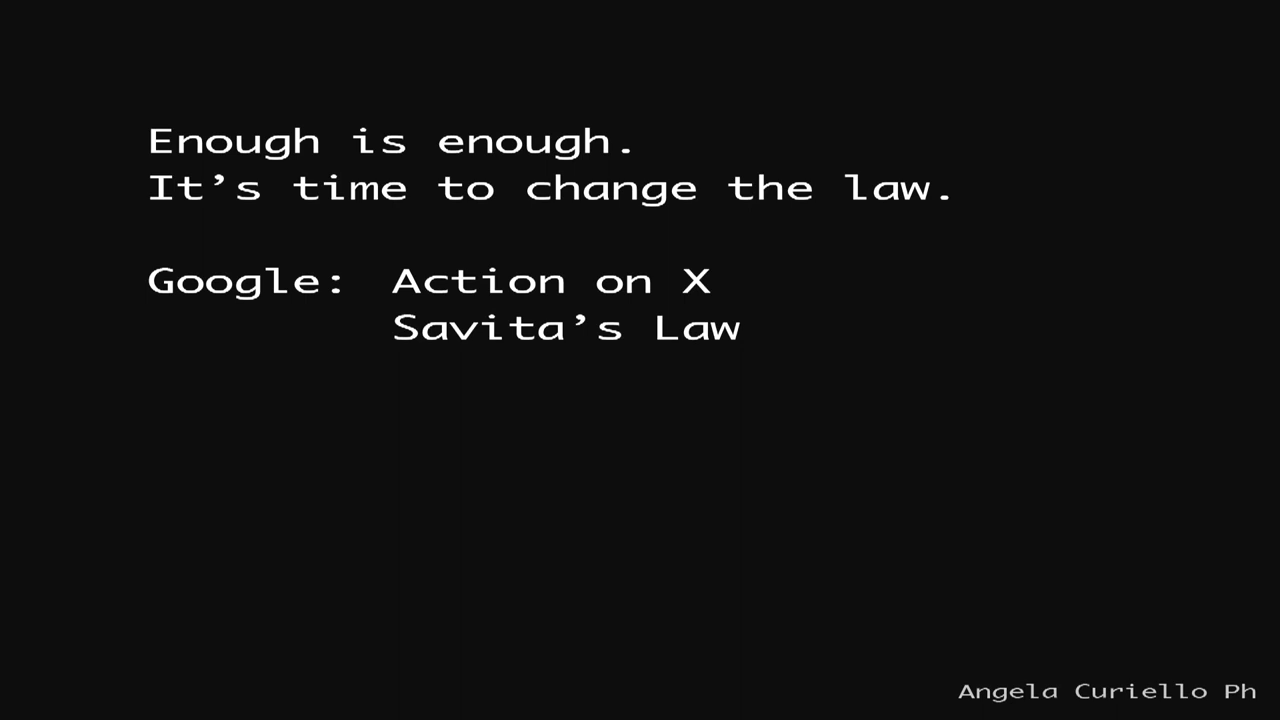 Enough is enough.
It’s time to change the law.
Google: Action on X
Savita’s Law
Angela Curiello Ph